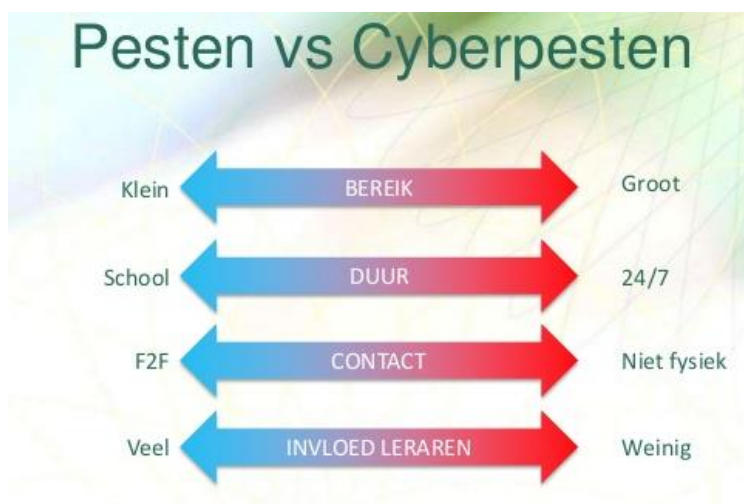 Pesten vs Cyberpesten
Klein BEREIK Groot
School DUUR 24/7
F2F CONTACT Niet fysiek
Veel INVLOED LERAREN Weinig